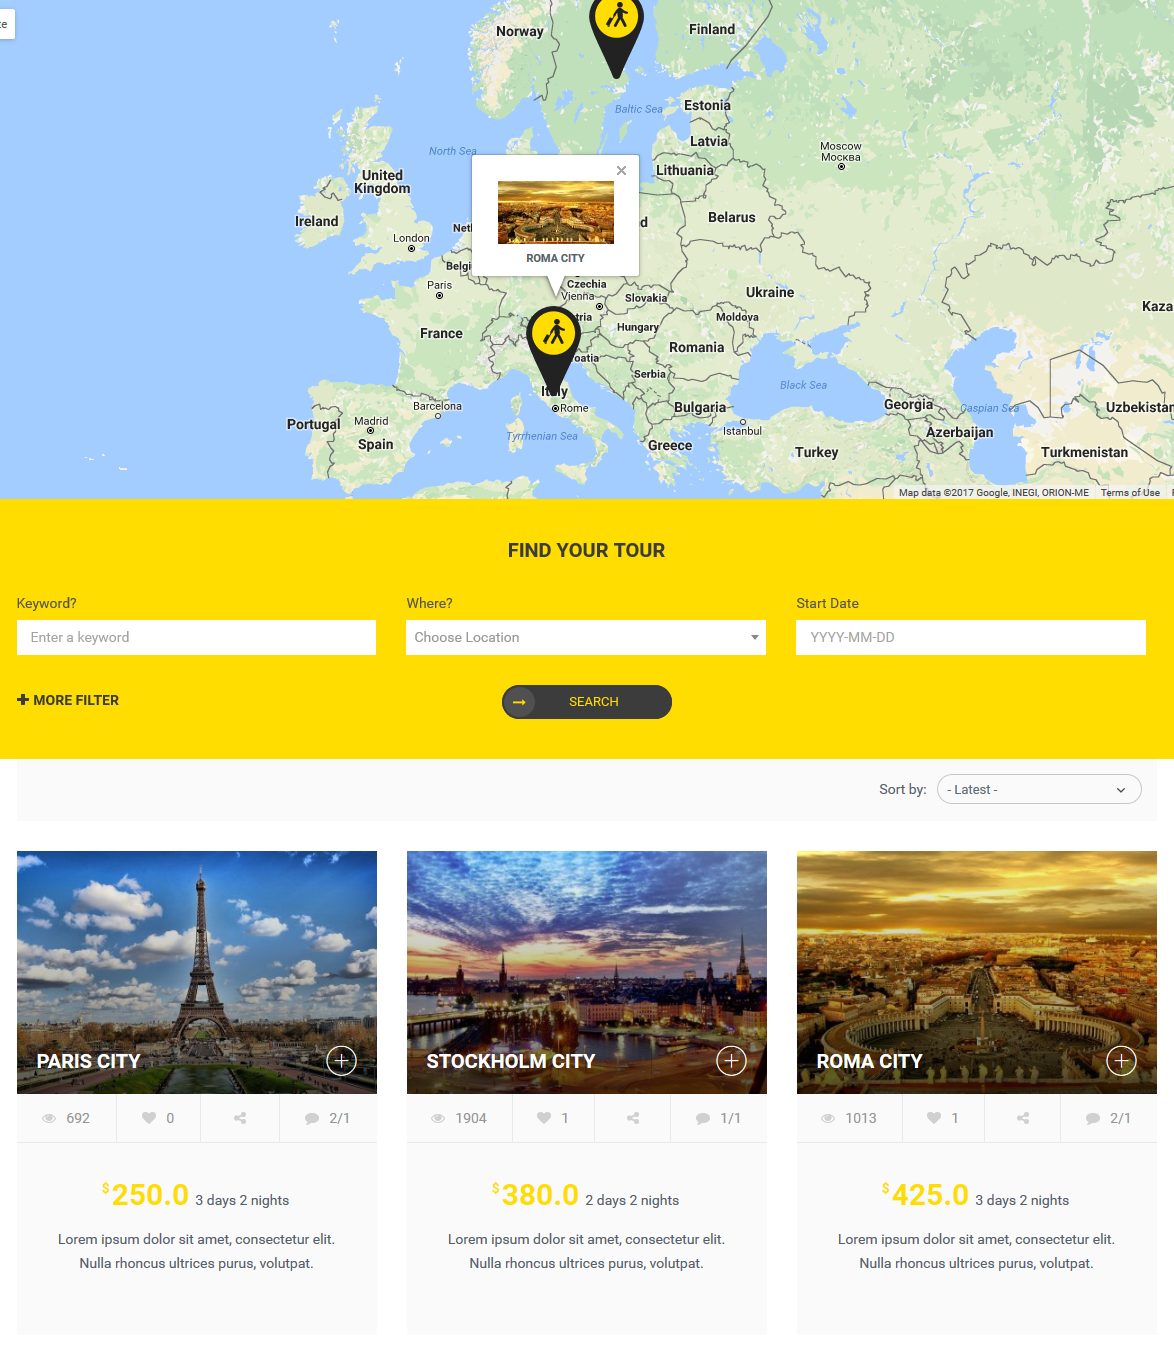 Norway
Finland
Baltic Sea
Estonia
North Sea
Latvia
Moscow
Москва
Lithuania
United
Kingdom
Ireland
Belarus
London
ROMA CITY
Paris
Czechia
Vienna
Slovakia
Ukraine
Kaza
France
Hungary
Moldova
Romania
Serbia
Black Sea
Italy
Barcelona
Rome
Bulgaria
Georgia
Caspian Sea
Uzbekistan
Portugal
Madrid
Spain
Tyrrhenian Sea
Greece
Istanbul
Turkey
Azerbaijan
Turkmenistan
Map data ©2017 Google, INEGI, ORION-ME Terms of Use
FIND YOUR TOUR
Keyword? Where? Start Date
Enter a keyword Choose Location YYYY-MM-DD
MORE FILTER SEARCH
Sort by: - Latest -
PARIS CITY
STOCKHOLM CITY
ROMA CITY
692 0 2/1
1904 1 1/1
1013 1 2/1
$250.0 3 days 2 nights
Lorem ipsum dolor sit amet, consectetur elit.
Nulla rhoncus ultrices purus, volutpat.
$380.0 2 days 2 nights
Lorem ipsum dolor sit amet, consectetur elit.
Nulla rhoncus ultrices purus, volutpat.
$425.0 3 days 2 nights
Lorem ipsum dolor sit amet, consectetur elit.
Nulla rhoncus ultrices purus, volutpat.